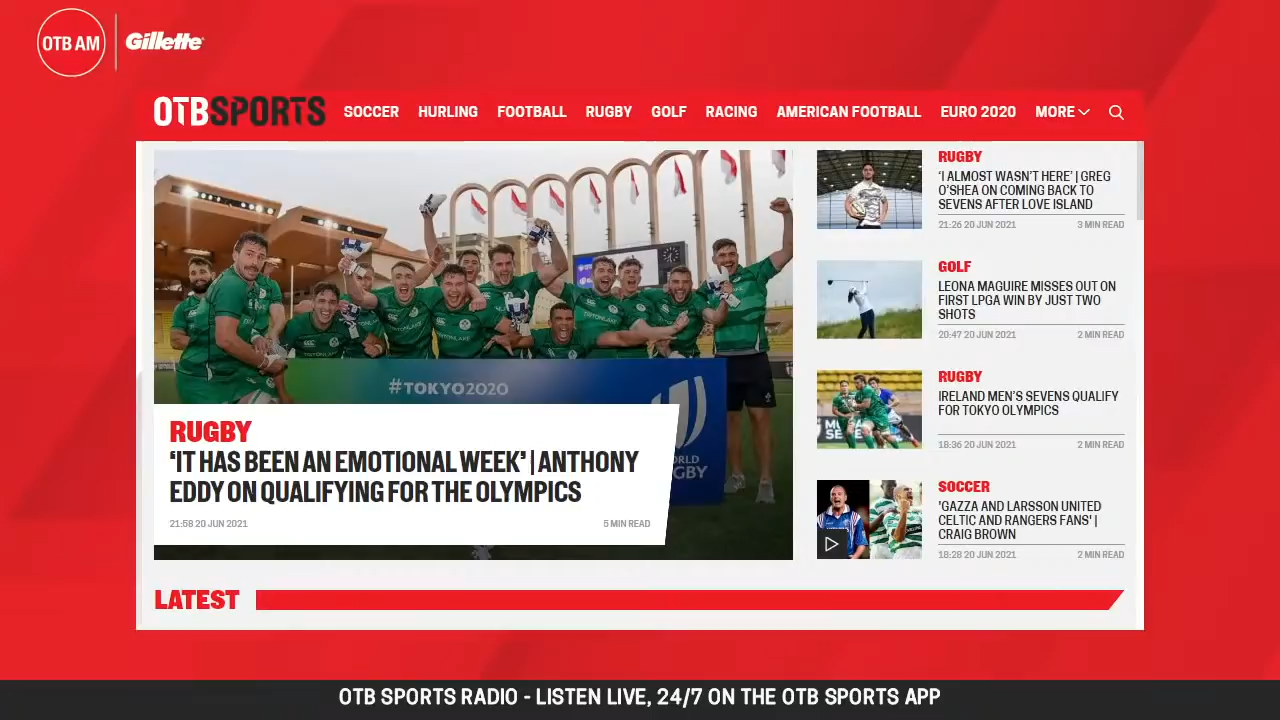 OTB AM
Gillette
OTBSPORTS
SOCCER HURLING FOOTBALL RUGBY GOLF RACING AMERICAN FOOTBALL EURO 2020 MORE
#TOKYO2020
RUGBY
‘IT HAS BEEN AN EMOTIONAL WEEK’ | ANTHONY
EDDY ON QUALIFYING FOR THE OLYMPICS
21:58 20 JUN 2021 5 MIN READ
RUGBY
‘I ALMOST WASN’T HERE’ | GREG
O’SHEA ON COMING BACK TO
SEVENS AFTER LOVE ISLAND
21:26 20 JUN 2021 3 MIN READ
GOLF
LEONA MAGUIRE MISSES OUT ON
FIRST LPGA WIN BY JUST TWO
SHOTS
20:47 20 JUN 2021 2 MIN READ
RUGBY
IRELAND MEN’S SEVENS QUALIFY
FOR TOKYO OLYMPICS
18:36 20 JUN 2021 2 MIN READ
SOCCER
'GAZZA AND LARSSON UNITED
CELTIC AND RANGERS FANS' |
CRAIG BROWN
18:28 20 JUN 2021 2 MIN READ
LATEST
OTB SPORTS RADIO - LISTEN LIVE, 24/7 ON THE OTB SPORTS APP